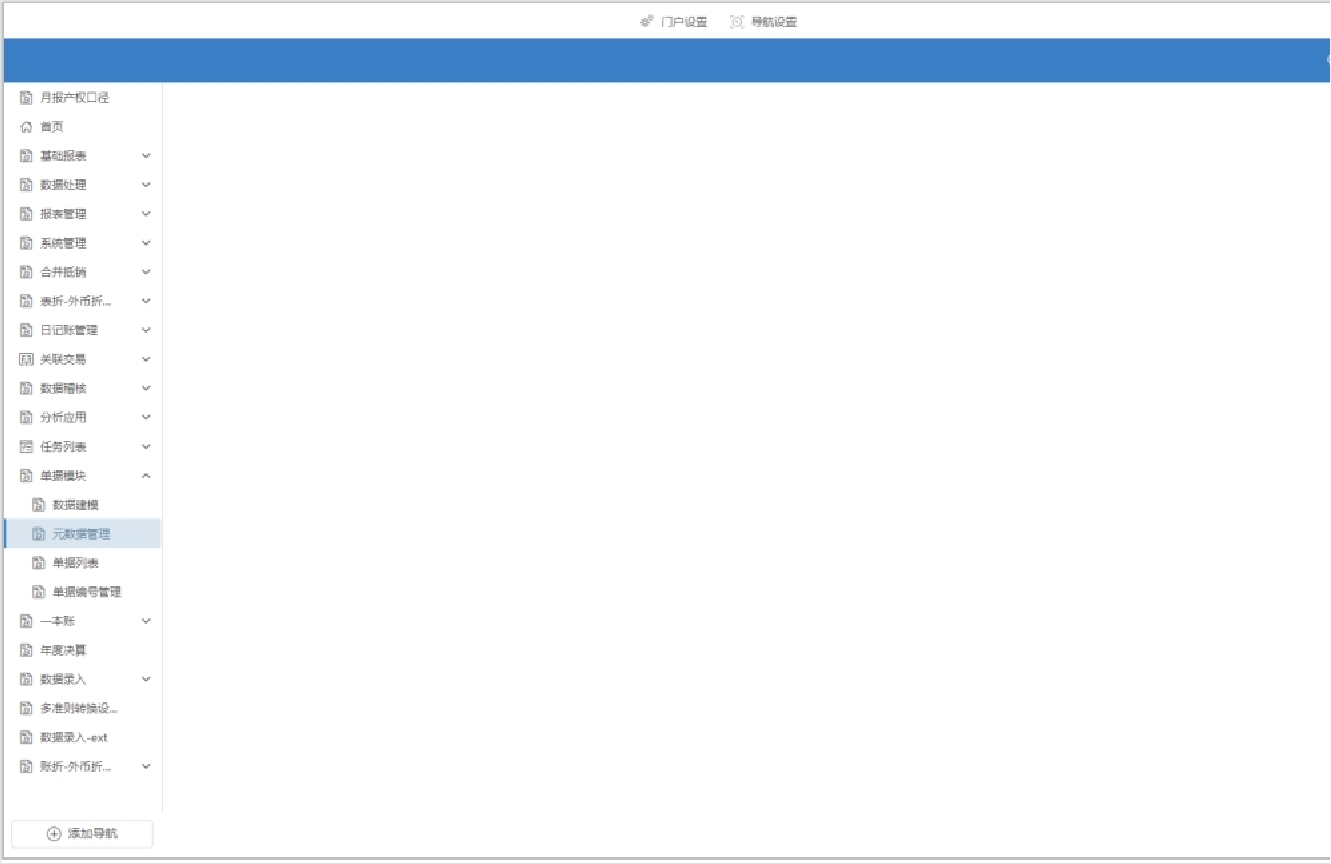 门户设置 导航设置
月报产权口径
首页
基础报表
数据处理
报表管理
系统管理
合并抵销
表折-外币折...
日记账管理
关联交易
数据稽核
分析应用
任务列表
单据模块
数据建模
元数据管理
单据列表
单据编号管理
一本账
年度决算
数据录入
多准则转换设...
数据录入-ext
账折-外币折...
添加导航